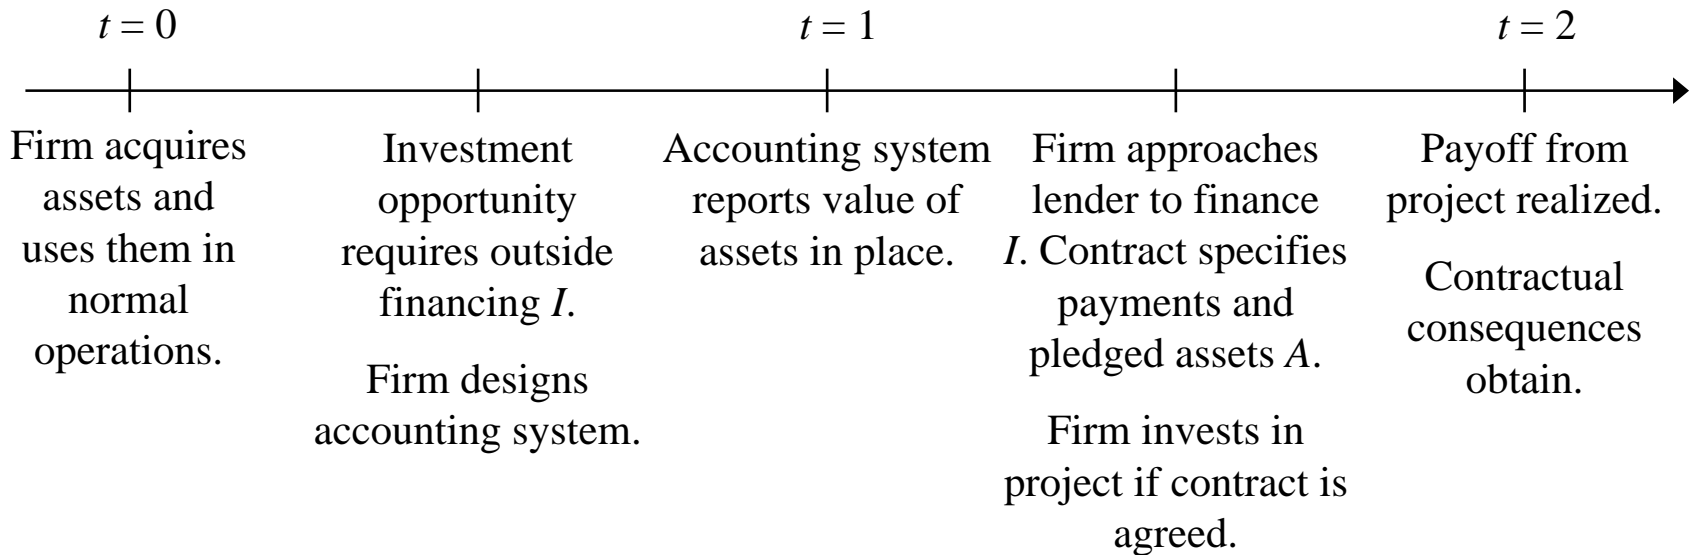 t = 0
t = 1
t = 2
Firm acquires
assets and
uses them in
normal
operations.
Investment
opportunity
requires outside
financing I.
Firm designs
accounting system.
Accounting system
reports value of
assets in place.
Firm approaches
lender to finance
I. Contract specifies
payments and
pledged assets A.
Firm invests in
project if contract is
agreed.
Payoff from
project realized.
Contractual
consequences
obtain.